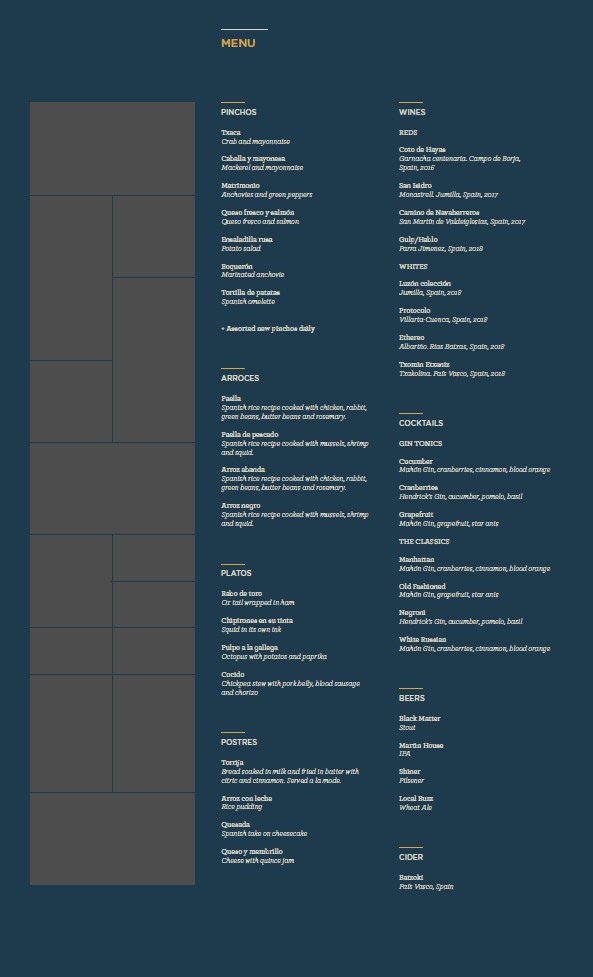 MENU
PINCHOS
Txaca
Crab and mayonnaise
Caballa y mayonesa
Mackerel and mayonnaise
Matrimonio
Anchovies and green peppers
Queso fresco y salmón
Queso fresco and salmon
Ensaladilla rusa
Potato salad
Boquerón
Marinated anchovie
Tortilla de patatas
Spanish omelette
+ Assorted new pinchos daily
ARROCES
Paella
Spanish rice recipe cooked with chicken, rabbit,
green beans, butter beans and rosemary.
Paella de pescado
Spanish rice recipe cooked with mussels, shrimp
and squid.
Arroz abanda
Spanish rice recipe cooked with chicken, rabbit,
green beans, butter beans and rosemary.
Arroz negro
Spanish rice recipe cooked with mussels, shrimp
and squid.
PLATOS
Rabo de toro
Ox tail wrapped in ham
Chipirones en su tinta
Squid in its own ink
Pulpo a la gallega
Octopus with potatos and paprika
Cocido
Chickpea stew with pork belly, blood sausage
and chorizo
POSTRES
Torrija
Bread soaked in milk and fried in batter with
citric and cinnamon. Served a la mode.
Arroz con leche
Rice pudding
Quesada
Spanish take on cheesecake
Queso y membrillo
Cheese with quince jam
WINES
REDS
Coto de Hayas
Garnacha centenaria. Campo de Borja,
Spain, 2016
San Isidro
Monastrell. Jumilla, Spain, 2017
Camino de Navaherreros
San Martín de Valdeiglesias, Spain, 2017
Gulp/Hablo
Parra Jimenez, Spain, 2018
WHITES
Luzón colección
Jumilla, Spain, 2018
Protocolo
Villaria-Cuenca, Spain, 2018
Ethereo
Albariño. Rias Baixas, Spain, 2018
Txomin Etxaniz
Txakolina. País Vasco, Spain, 2018
COCKTAILS
GIN TONICS
Cucumber
Mahón Gin, cranberries, cinnamon, blood orange
Cranberries
Hendrick's Gin, cucumber, pomelo, basil
Grapefruit
Mahón Gin, grapefruit, star anis
THE CLASSICS
Manhattan
Mahón Gin, cranberries, cinnamon, blood orange
Old Fashioned
Mahón Gin, grapefruit, star anis
Negroni
Hendrick's Gin, cucumber, pomelo, basil
White Russian
Mahón Gin, cranberries, cinnamon, blood orange
BEERS
Black Matter
Stout
Martin House
IPA
Shiner
Pilsener
Local Buzz
Wheat Ale
CIDER
Batzoki
País Vasco, Spain